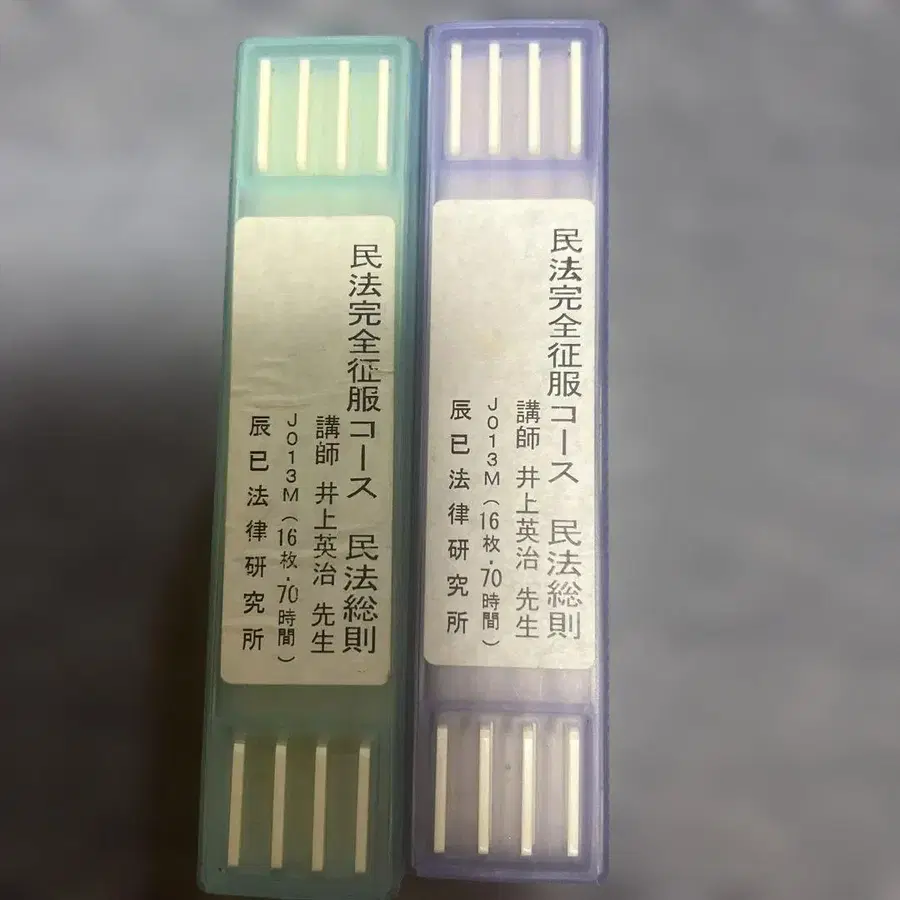 民法完全征服コース 民法総則
講師 井上英治 先生
J013M(16枚・70時間)
辰已法律研究所
民法完全征服コース 民法総則
講師 井上英治 先生
J013M(16枚・70時間)
辰已法律研究所